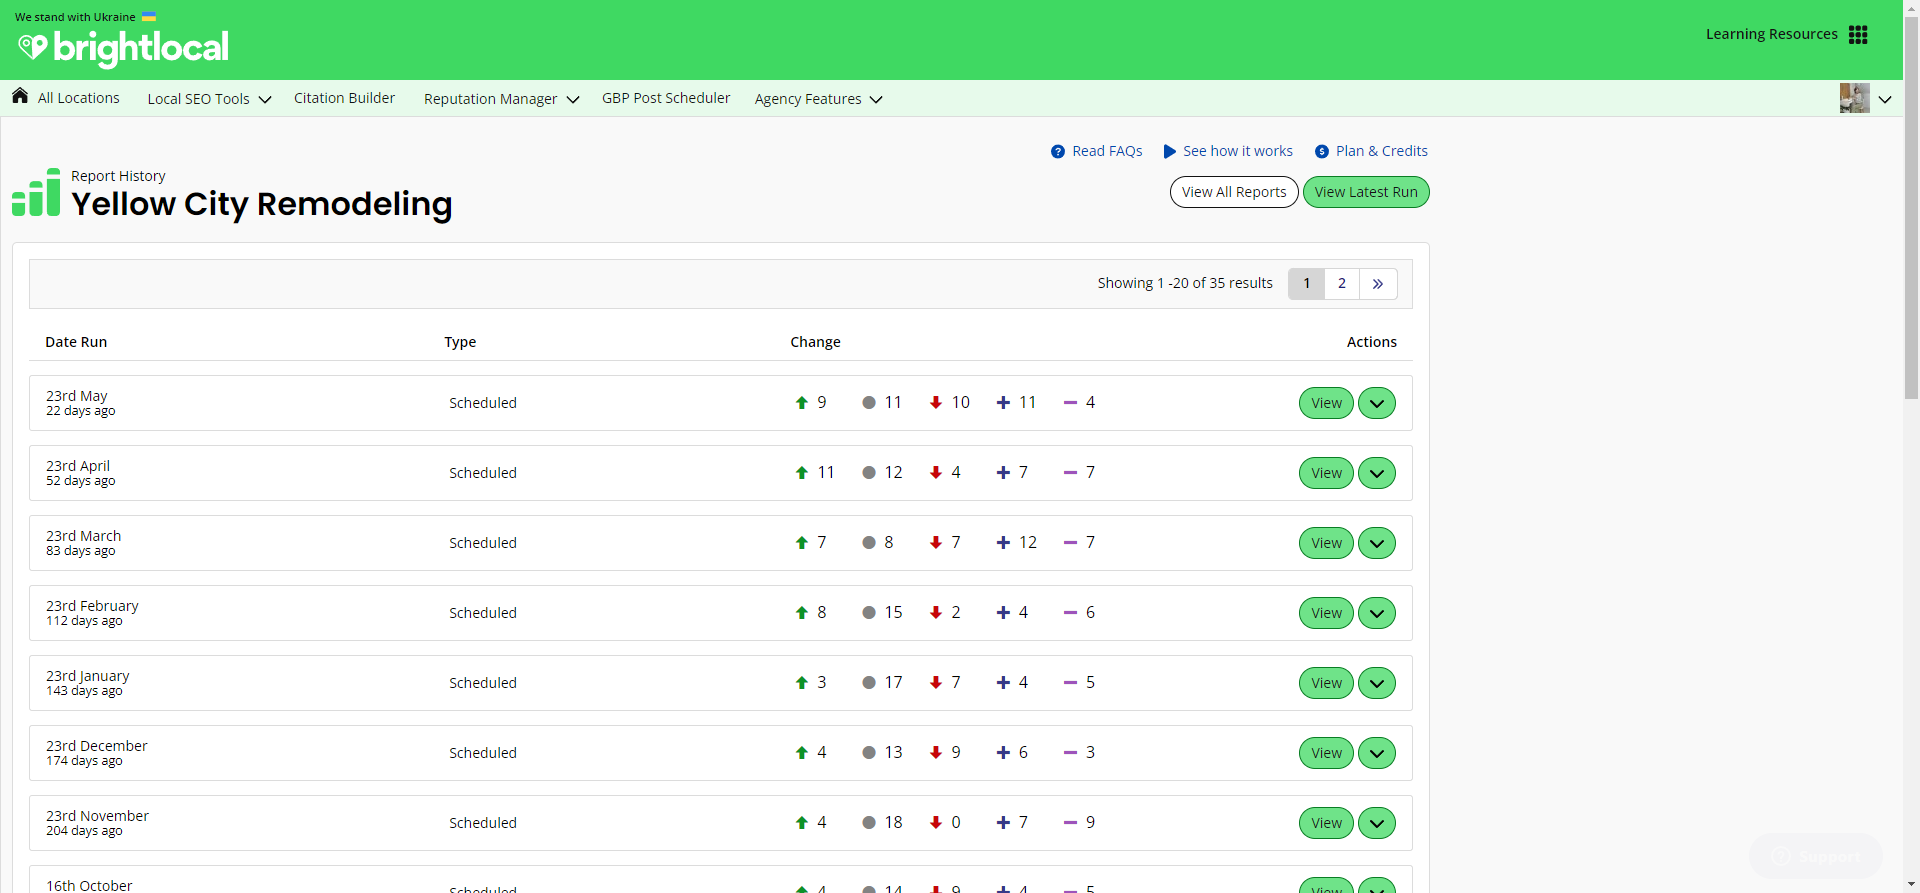 We stand with Ukraine
brightlocal
Learning Resources
All Locations Local SEO Tools Citation Builder Reputation Manager GBP Post Scheduler Agency Features
Read FAQs See how it works Plan & Credits
Report History
Yellow City Remodeling
View All Reports View Latest Run
Showing 1 -20 of 35 results 1 2 »
Date Run Type Change Actions
23rd May
22 days ago
Scheduled 9 11 10 11 4 View
23rd April
52 days ago
Scheduled 11 12 4 7 7 View
23rd March
83 days ago
Scheduled 7 8 7 12 7 View
23rd February
112 days ago
Scheduled 8 15 2 4 6 View
23rd January
143 days ago
Scheduled 3 17 7 4 5 View
23rd December
174 days ago
Scheduled 4 13 9 6 3 View
23rd November
204 days ago
Scheduled 4 18 0 7 9 View
Support
16th October
Scheduled 4 14 9 4 5 View